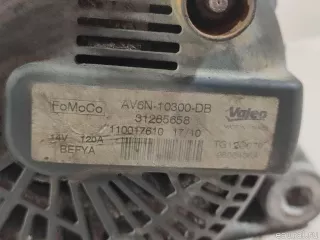 FoMoCo AV6N-10300-DB Valeo
31285658
14V 120A 110017610 17/10
BEFYA